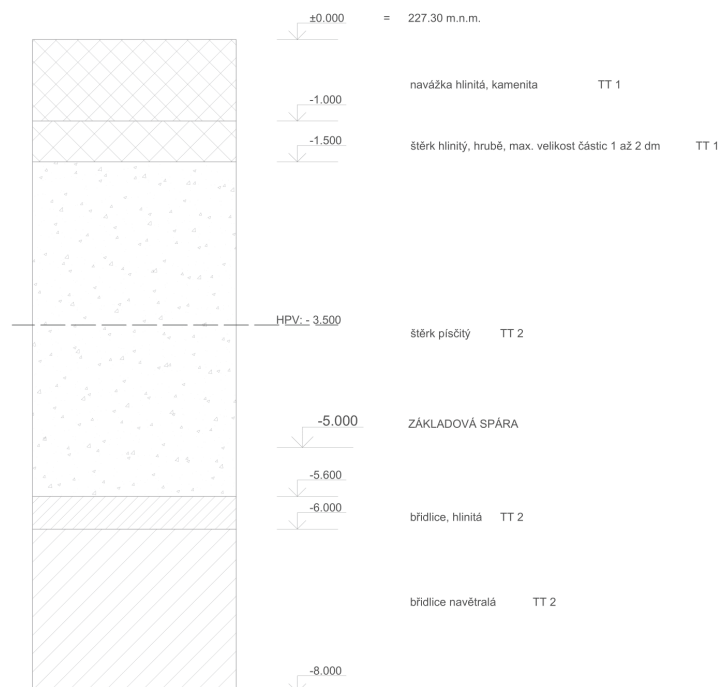 ±0.000 = 227.30 m.n.m.
navážka hlinitá, kamenita TT 1
-1.000
-1.500
štěrk hlinitý, hrubě, max. velikost částic 1 až 2 dm TT 1
HPV: - 3.500
štěrk písčitý TT 2
-5.000 ZÁKLADOVÁ SPÁRA
-5.600
-6.000
břidlice, hlinitá TT 2
břidlice navětralá TT 2
-8.000